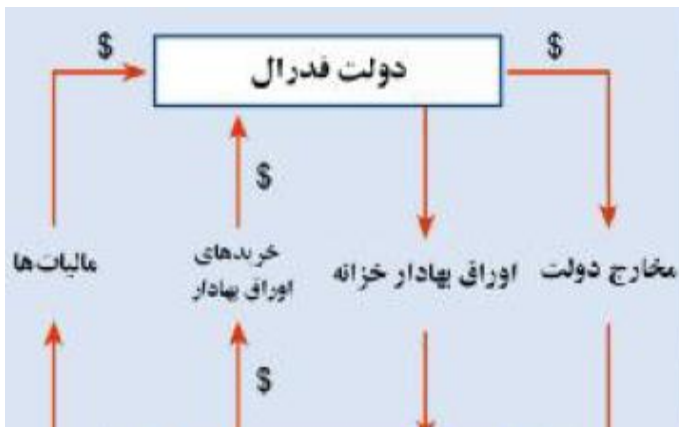 $
$
دولت فدرال
$
مالیات‌ها
خریدهای
اوراق بهادار
اوراق بهادار خزانه
مخارج دولت
$